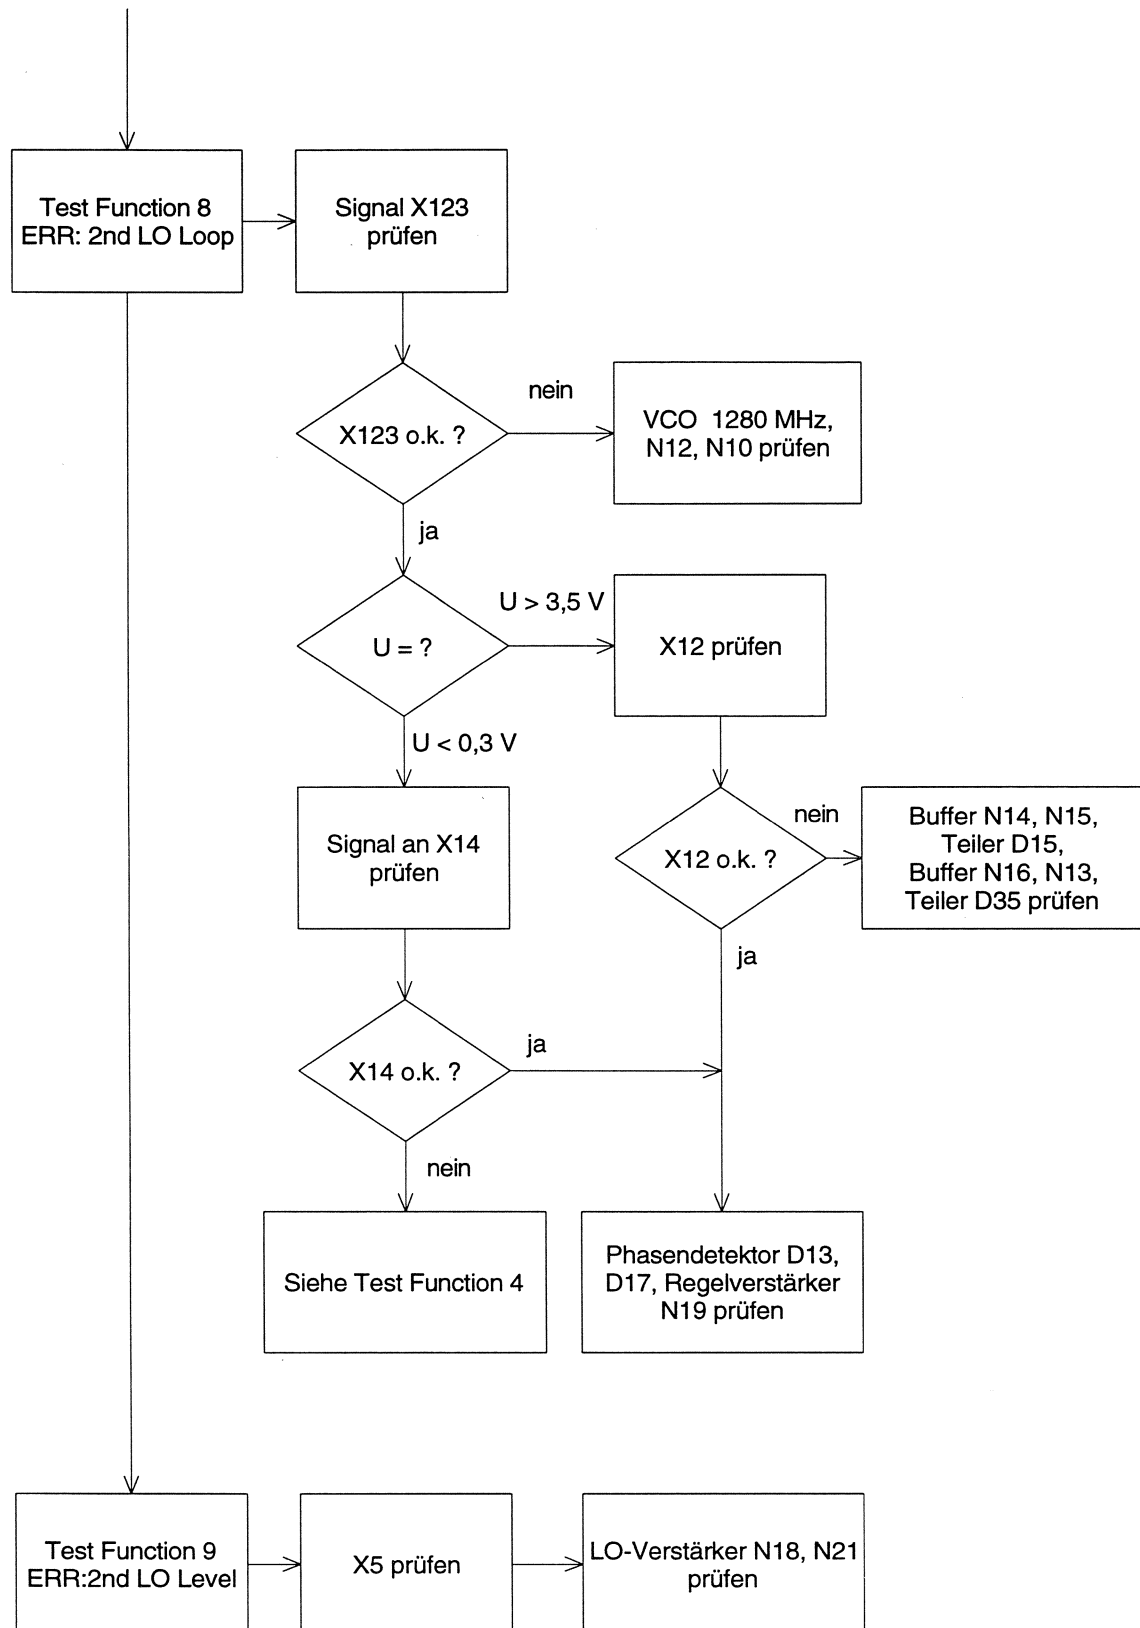 Test Function 8
ERR: 2nd LO Loop
Signal X123
prüfen
X123 o.k. ?
nein
VCO  1280 MHz,
N12, N10 prüfen
ja
U = ?
U > 3,5 V
X12 prüfen
U < 0,3 V
Signal an X14
prüfen
X12 o.k. ?
nein
Buffer N14, N15,
Teiler D15,
Buffer N16, N13,
Teiler D35 prüfen
ja
X14 o.k. ?
ja
nein
Siehe Test Function 4
Phasendetektor D13,
D17, Regelverstärker
N19 prüfen
Test Function 9
ERR:2nd LO Level
X5 prüfen
LO-Verstärker N18, N21
prüfen